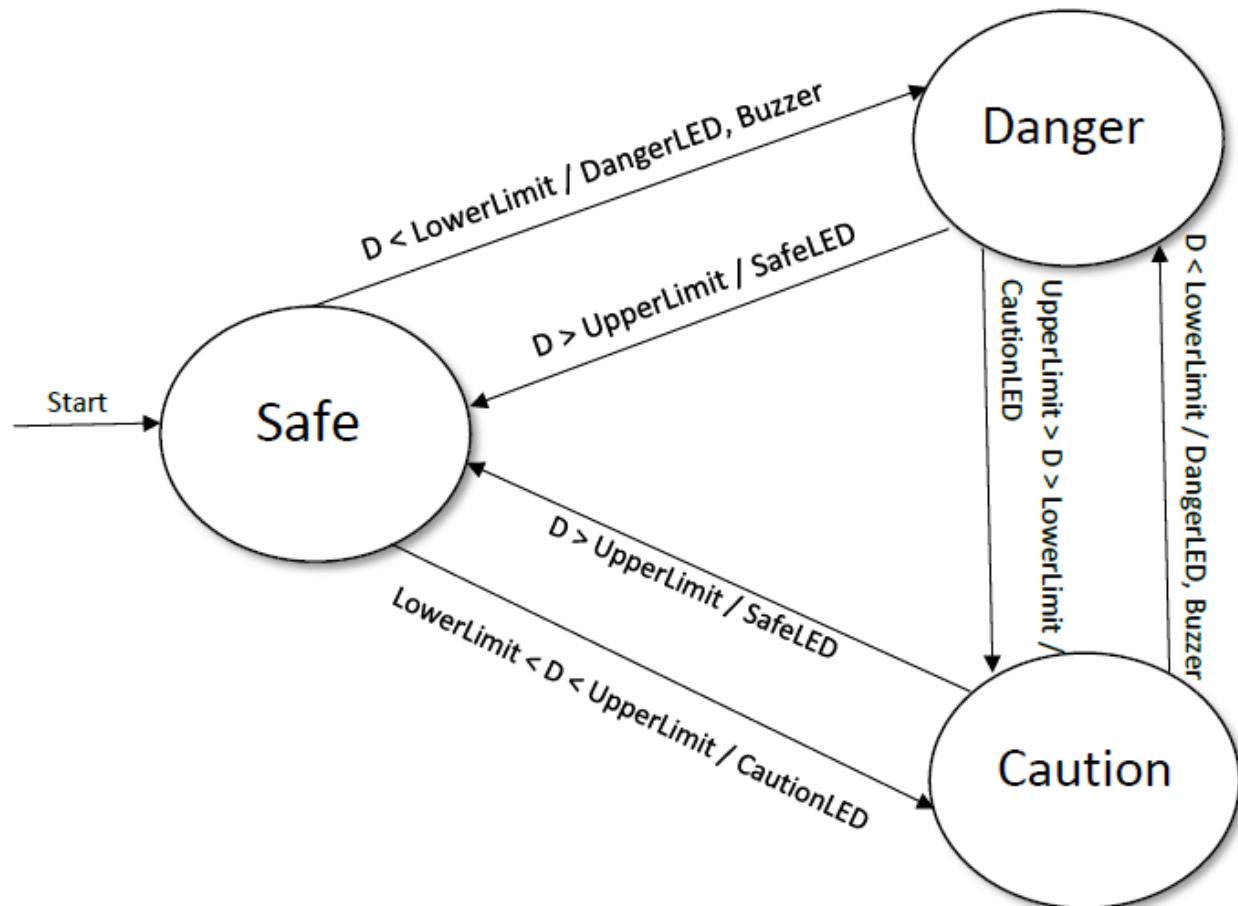 Danger
D < LowerLimit / DangerLED, Buzzer
D > UpperLimit / SafeLED
Start
Safe
UpperLimit > D > LowerLimit /
CautionLED
D < LowerLimit / DangerLED, Buzzer
D > UpperLimit / SafeLED
LowerLimit < D < UpperLimit / CautionLED
Caution